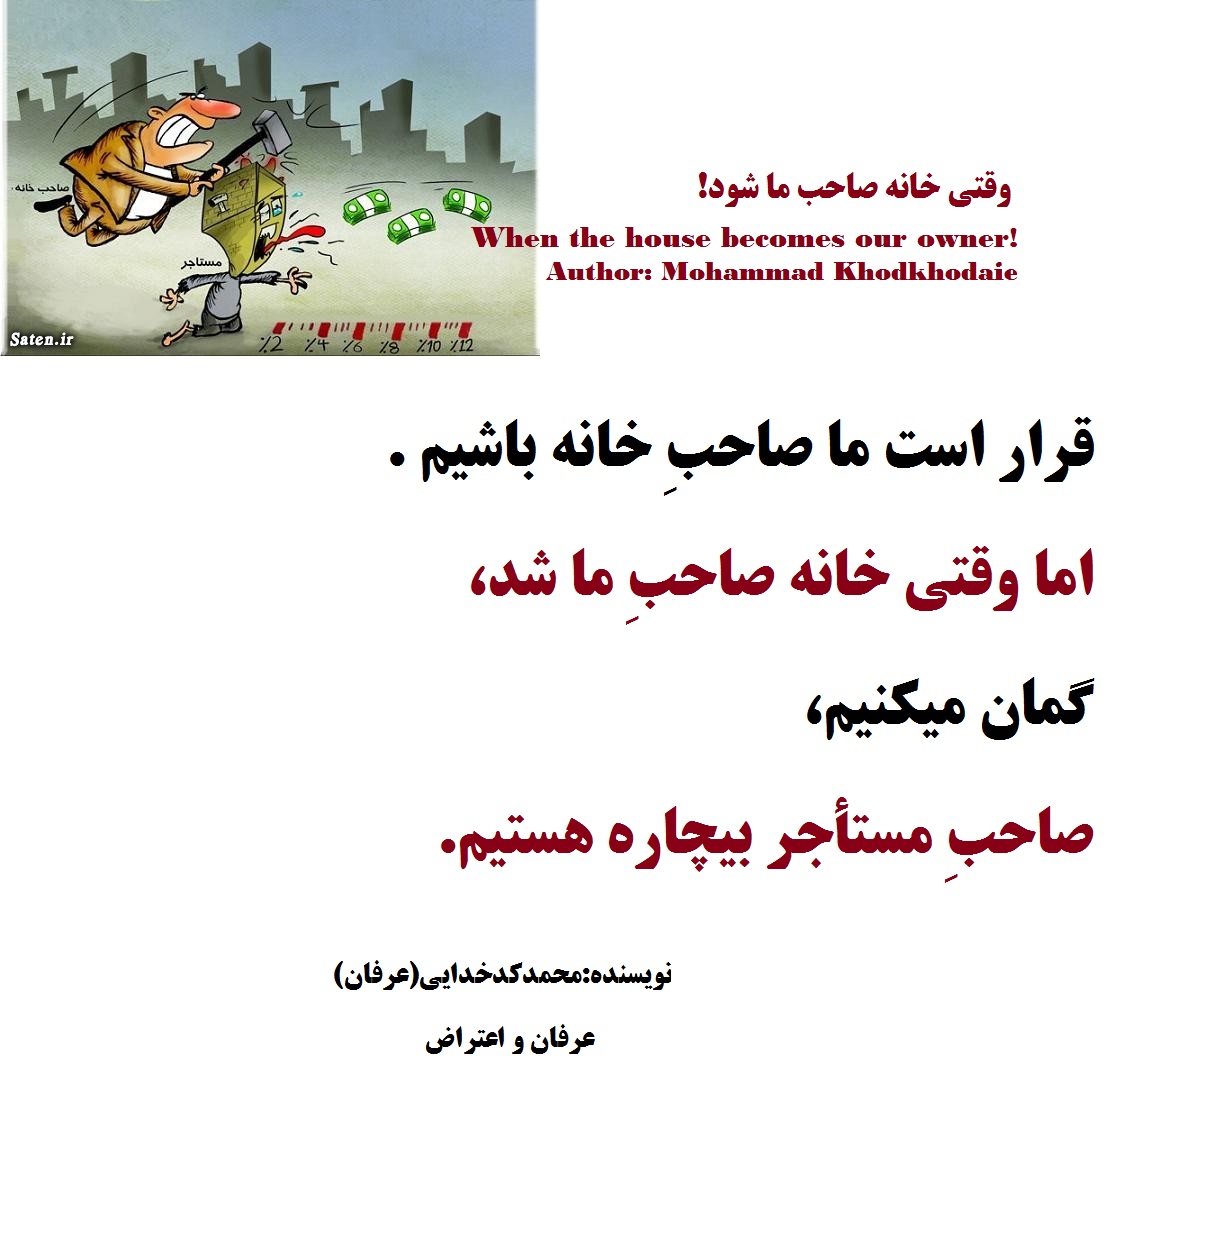 وقتی خانه صاحب ما شود!
When the house becomes our owner!
Author: Mohammad Khodkhodaie
صاحب خانه
مستاجر
Saten.ir
٪2 ٪4 ٪6 ٪8 ٪10 ٪12
قرار است ما صاحبِ خانه باشیم .
اما وقتی خانه صاحبِ ما شد،
گمان میکنیم،
صاحبِ مستأجر بیچاره هستیم.
نویسنده:محمدکدخدایی(عرفان)
عرفان و اعتراض